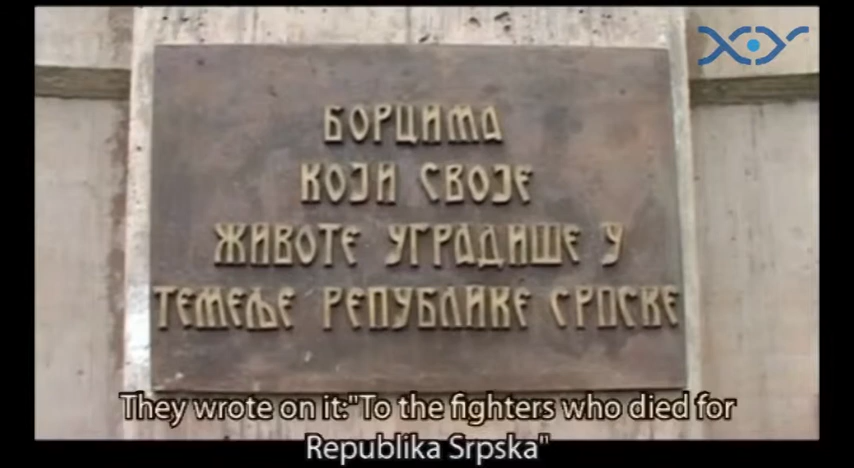 БОРЦИМА
КОЈИ СВОЈЕ
ЖИВОТЕ УГРАДИШЕ У
ТЕМЕЉЕ РЕПУБЛИКЕ СРПСКЕ
They wrote on it:"To the fighters who died for
Republika Srpska"